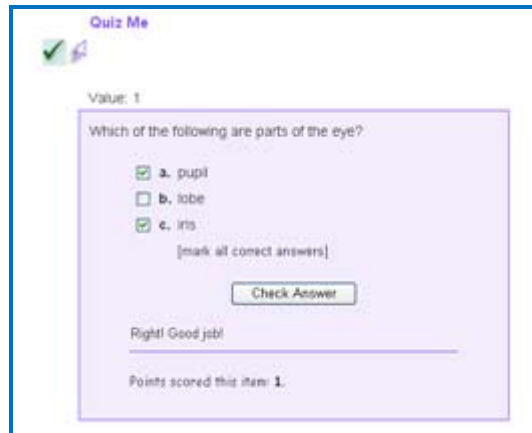 Quiz Me
Value: 1
Which of the following are parts of the eye?
a. pupil
b. lobe
c. iris
[mark all correct answers]
Check Answer
Right! Good job!
Points scored this item: 1.